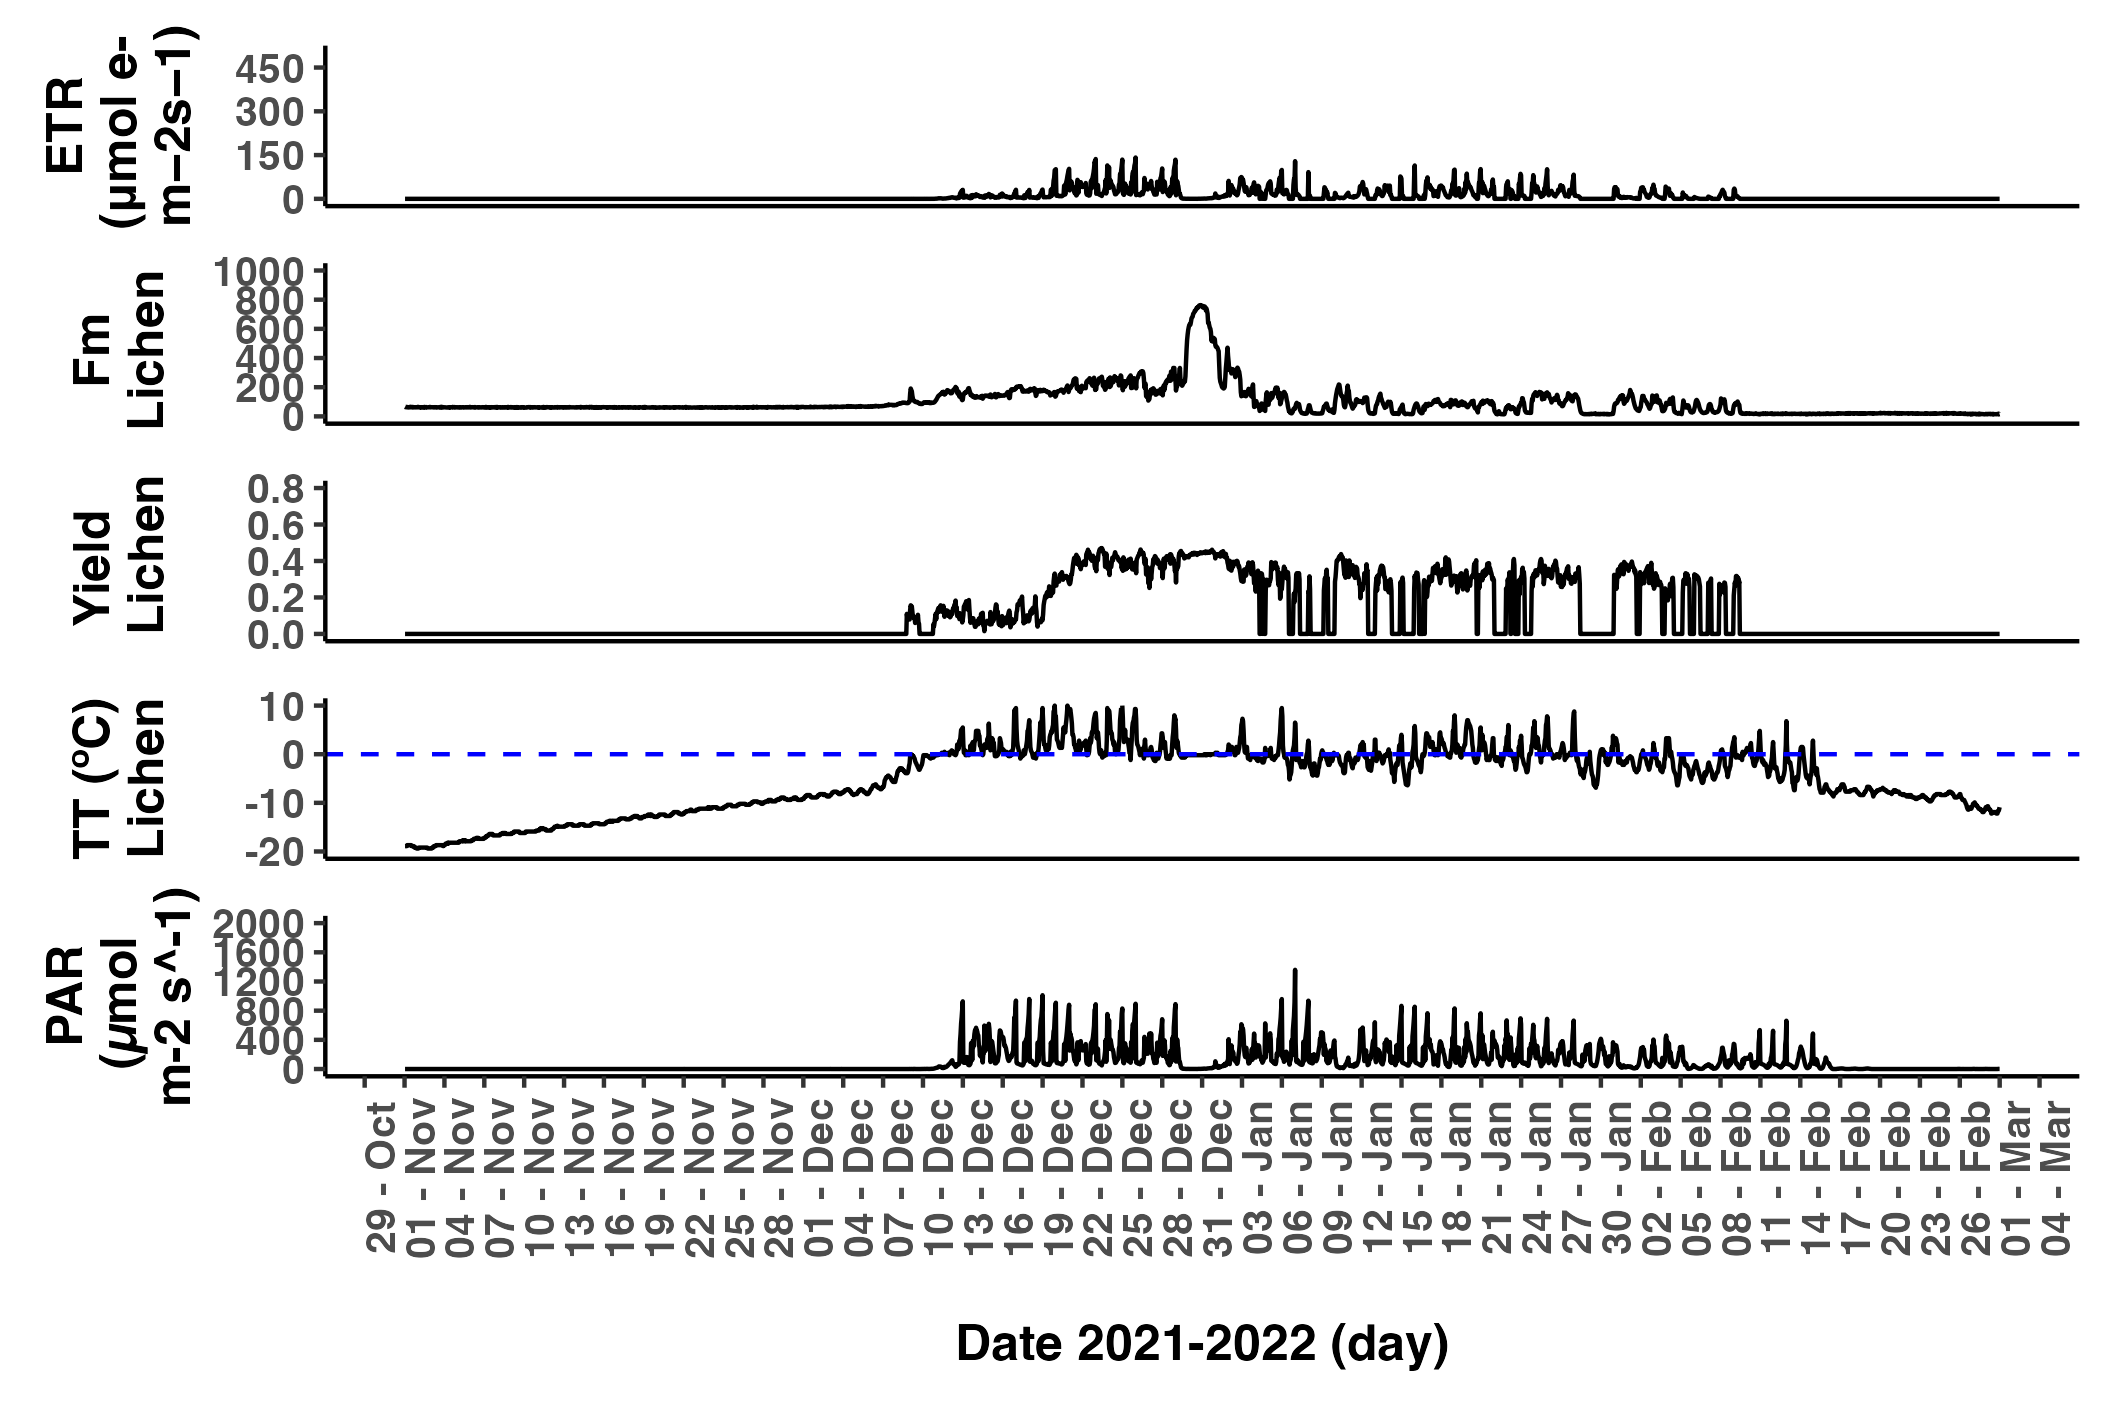 ETR
(µmol e-
m−2s−1)
450
300
150
0
Fm
Lichen
1000
800
600
400
200
0
Yield
Lichen
0.8
0.6
0.4
0.2
0.0
TT (ºC)
Lichen
10
0
-10
-20
PAR
(µmol
m-2 s^-1)
2000
1600
1200
800
400
0
29 - Oct
01 - Nov
04 - Nov
07 - Nov
10 - Nov
13 - Nov
16 - Nov
19 - Nov
22 - Nov
25 - Nov
28 - Nov
01 - Dec
04 - Dec
07 - Dec
10 - Dec
13 - Dec
16 - Dec
19 - Dec
22 - Dec
25 - Dec
28 - Dec
31 - Dec
03 - Jan
06 - Jan
09 - Jan
12 - Jan
15 - Jan
18 - Jan
21 - Jan
24 - Jan
27 - Jan
30 - Jan
02 - Feb
05 - Feb
08 - Feb
11 - Feb
14 - Feb
17 - Feb
20 - Feb
23 - Feb
26 - Feb
01 - Mar
04 - Mar
Date 2021-2022 (day)